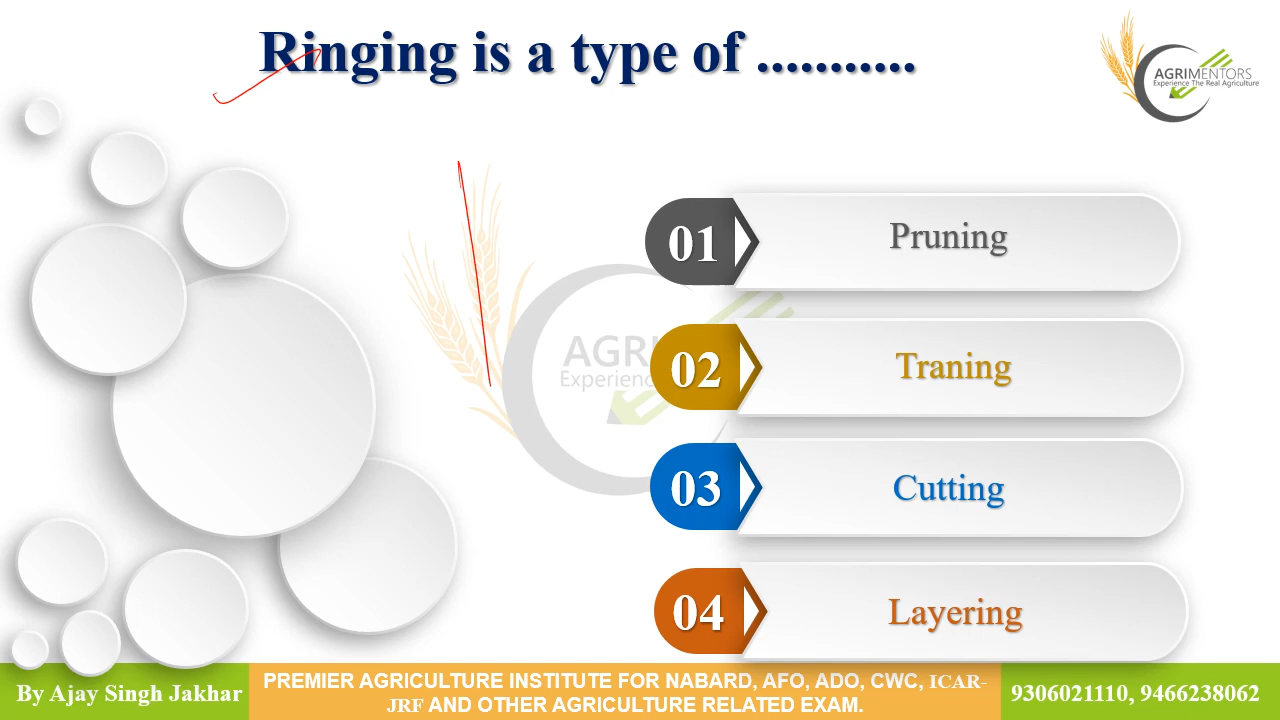 Ringing is a type of ...........
AGRIMENTORS
Experience The Real Agriculture
01
Pruning
AGRI
Experienc
02
Traning
03
Cutting
04
Layering
By Ajay Singh Jakhar
PREMIER AGRICULTURE INSTITUTE FOR NABARD, AFO, ADO, CWC, ICAR-
JRF AND OTHER AGRICULTURE RELATED EXAM.
9306021110, 9466238062